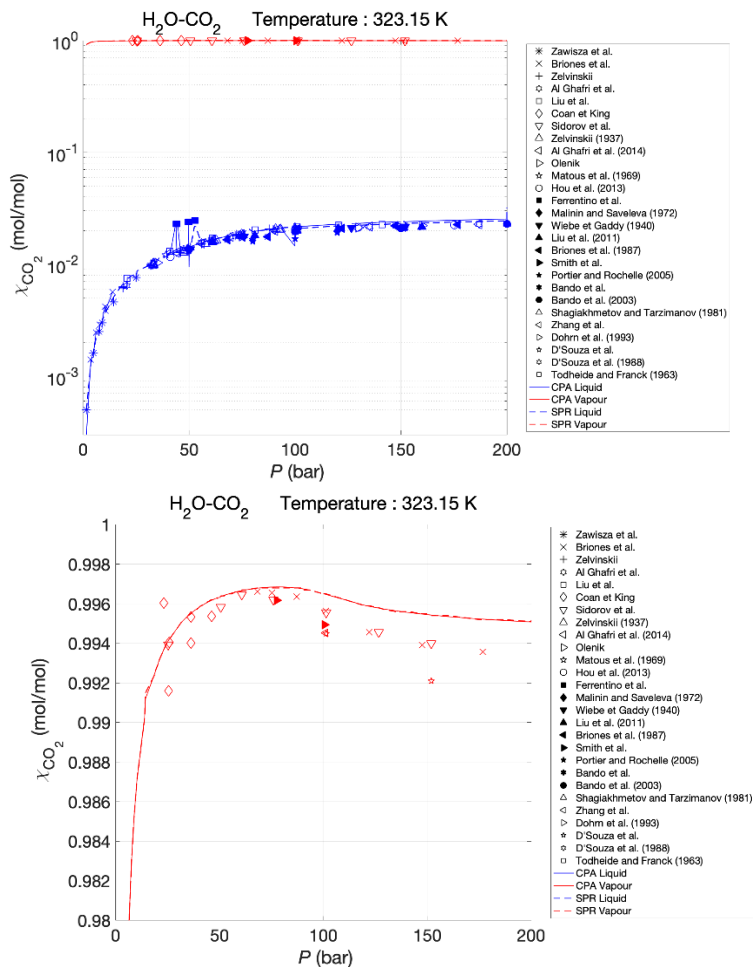 H2O-CO2 Temperature : 323.15 K
10^0
10^-1
10^-2
10^-3
χCO2 (mol/mol)
0 50 100 150 200
P (bar)
Zawisza et al.
Briones et al.
Zelvinskii
Al Ghafri et al.
Liu et al.
Coan et King
Sidorov et al.
Zelvinskii (1937)
Al Ghafri et al. (2014)
Olenik
Matous et al. (1969)
Hou et al. (2013)
Ferrentino et al.
Malinin and Saveleva (1972)
Wiebe et Gaddy (1940)
Liu et al. (2011)
Briones et al. (1987)
Smith et al.
Portier and Rochelle (2005)
Bando et al.
Bando et al. (2003)
Shagiakhmetov and Tarzimanov (1981)
Zhang et al.
Dohrn et al. (1993)
D'Souza et al.
D'Souza et al. (1988)
Todheide and Franck (1963)
CPA Liquid
CPA Vapour
SPR Liquid
SPR Vapour
H2O-CO2 Temperature : 323.15 K
1
0.998
0.996
0.994
0.992
0.99
0.988
0.986
0.984
0.982
0.98
χCO2 (mol/mol)
0 50 100 150 200
P (bar)
Zawisza et al.
Briones et al.
Zelvinskii
Al Ghafri et al.
Liu et al.
Coan et King
Sidorov et al.
Zelvinskii (1937)
Al Ghafri et al. (2014)
Olenik
Matous et al. (1969)
Hou et al. (2013)
Ferrentino et al.
Malinin and Saveleva (1972)
Wiebe et Gaddy (1940)
Liu et al. (2011)
Briones et al. (1987)
Smith et al.
Portier and Rochelle (2005)
Bando et al.
Bando et al. (2003)
Shagiakhmetov and Tarzimanov (1981)
Zhang et al.
Dohrn et al. (1993)
D'Souza et al.
D'Souza et al. (1988)
Todheide and Franck (1963)
CPA Liquid
CPA Vapour
SPR Liquid
SPR Vapour